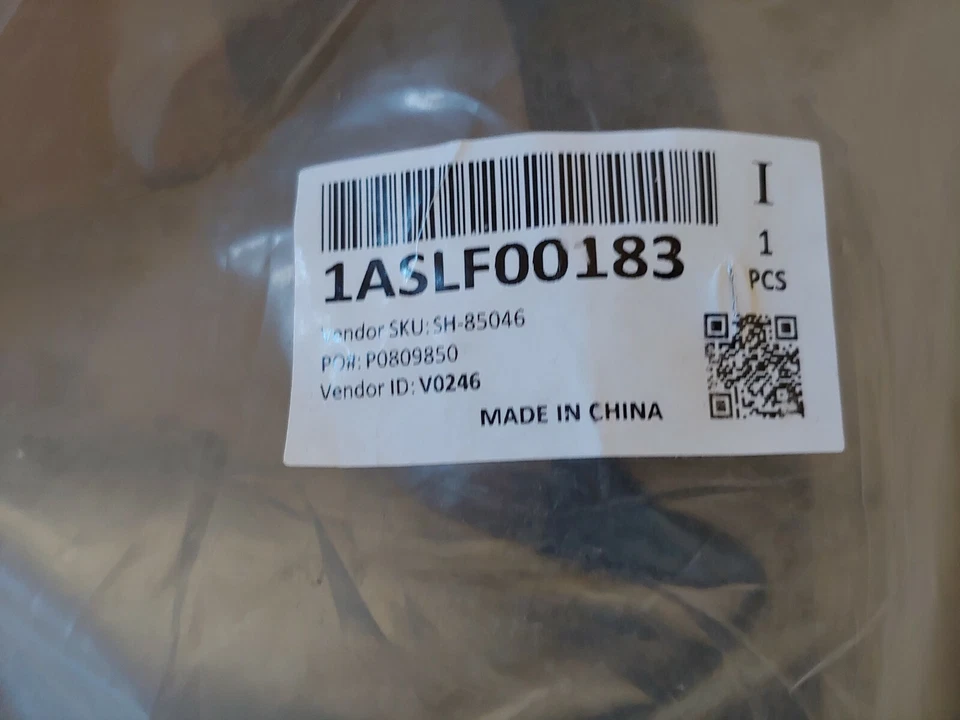 I
1ASLF00183
1
PCS
Vendor SKU: SH-85046
PO#: P0809850
Vendor ID: V0246
MADE IN CHINA